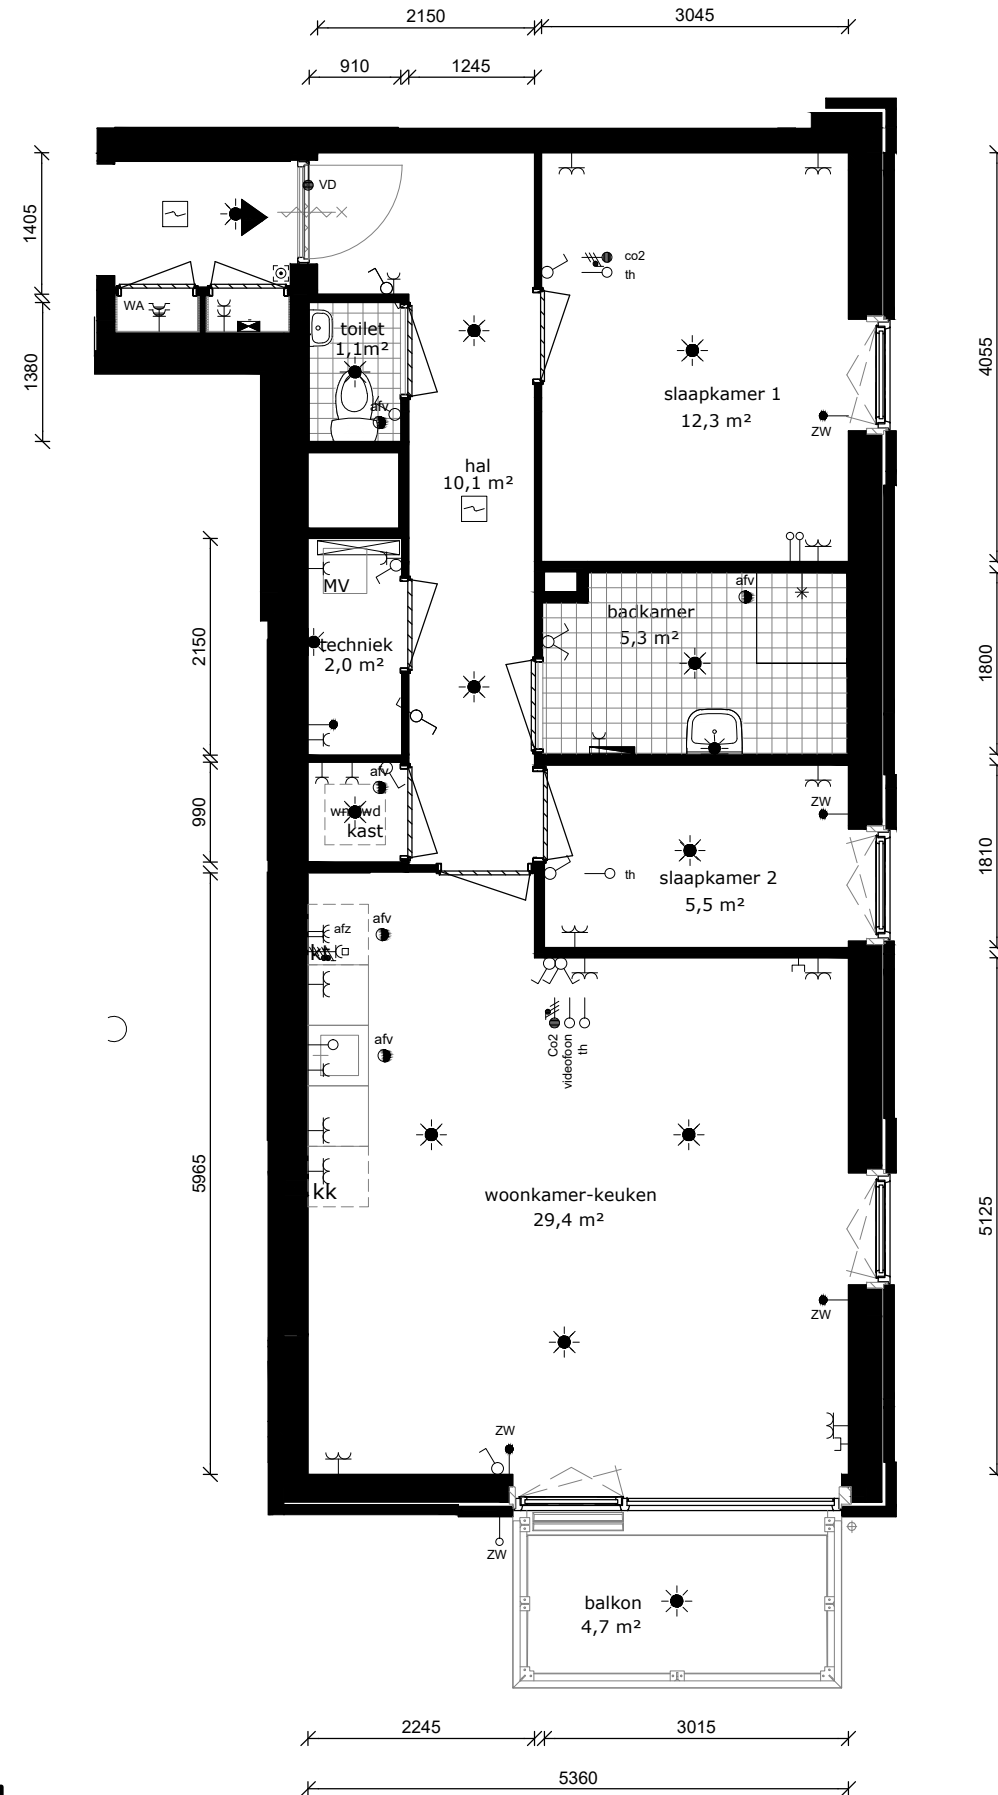 2150
3045
910
1245
VD
1405
WA
co2
th
toilet
1,1m²
afv
1380
4055
slaapkamer 1
12,3 m²
ZW
hal
10,1 m²
MV
afv
badkamer
5,3 m²
techniek
2,0 m²
2150
1800
afv
wm wd
kast
990
ZW
th
slaapkamer 2
5,5 m²
1810
afz
afv
kt
afv
Co2
videofoon
th
5965
kk
woonkamer-keuken
29,4 m²
5125
ZW
ZW
ZW
balkon
4,7 m²
2245
3015
5360